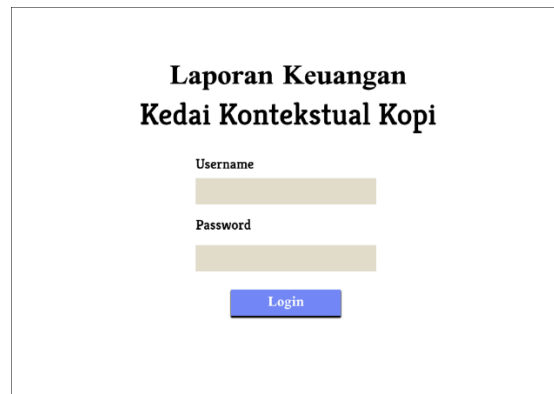 Laporan Keuangan
Kedai Kontekstual Kopi
Username
Password
Login